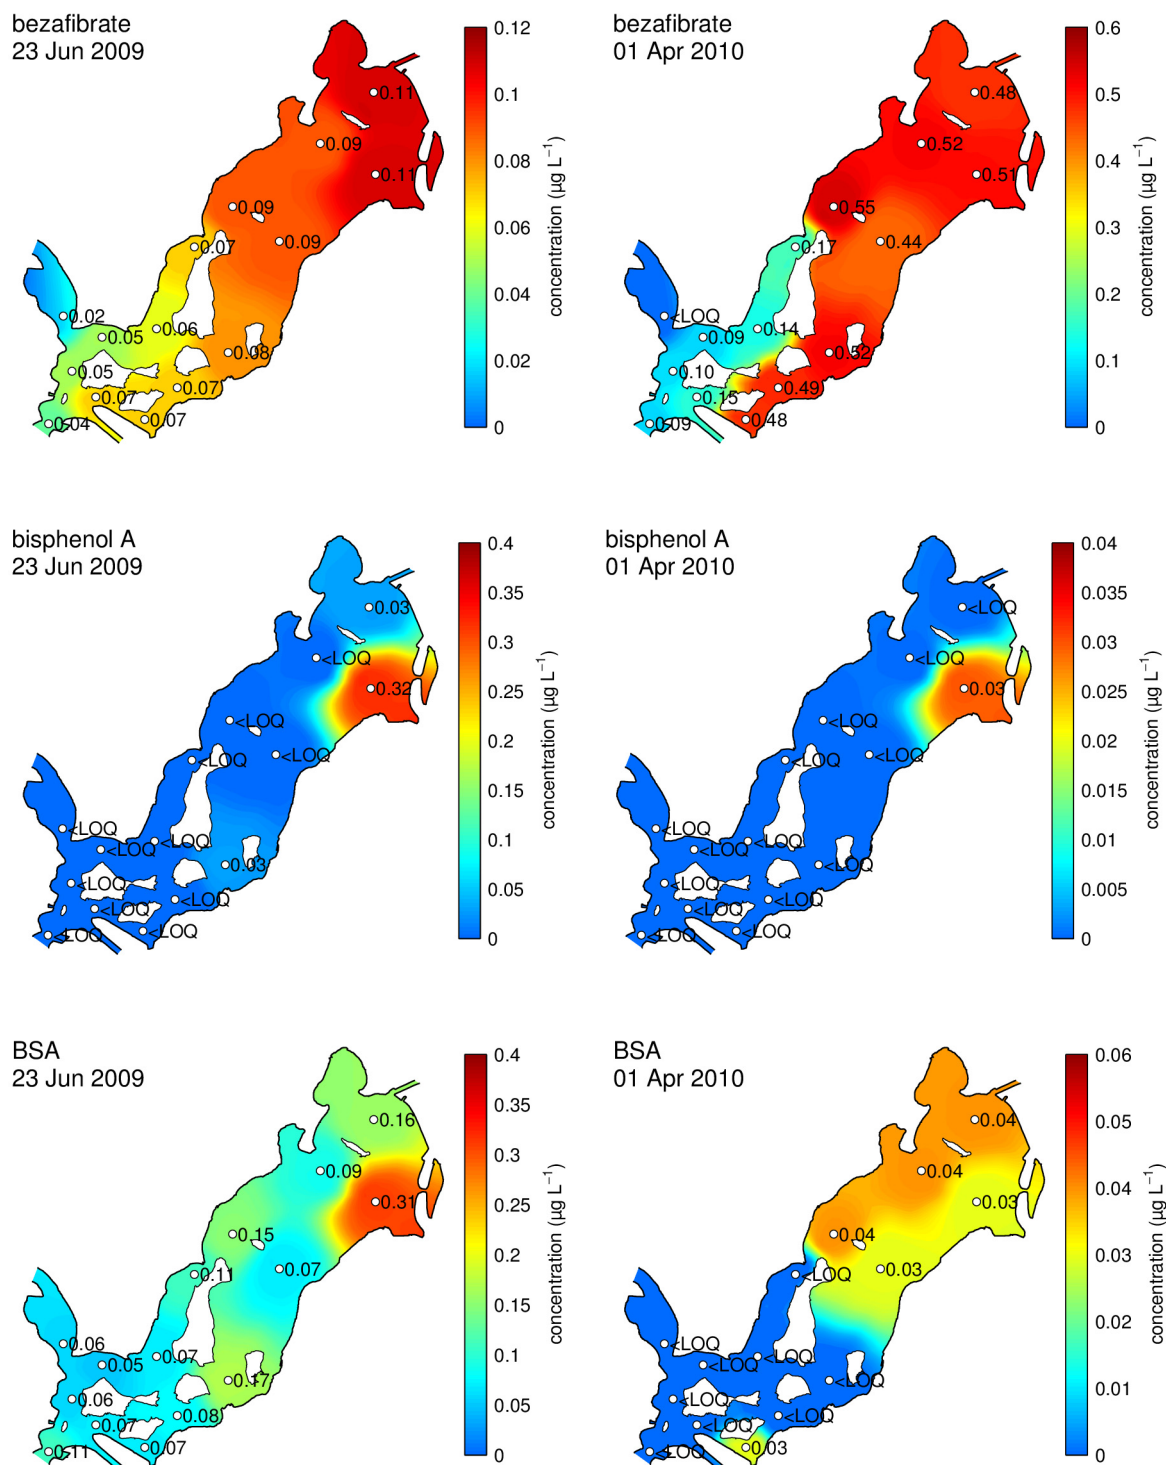 bezafibrate
23 Jun 2009
0.11
0.09
0.11
0.09
0.07
0.09
0.02
0.05
0.06
0.08
0.05
0.07
0.07
0.04
0.07
0.12
0.1
0.08
0.06
0.04
0.02
0
concentration (µg L⁻¹)
bezafibrate
01 Apr 2010
0.48
0.52
0.51
0.55
0.17
0.44
<LOQ
0.09
0.14
0.52
0.10
0.49
0.15
0.09
0.48
0.6
0.5
0.4
0.3
0.2
0.1
0
concentration (µg L⁻¹)
bisphenol A
23 Jun 2009
0.03
<LOQ
0.32
<LOQ
<LOQ
<LOQ
<LOQ
<LOQ
<LOQ
0.03
<LOQ
<LOQ
<LOQ
<LOQ
<LOQ
0.4
0.35
0.3
0.25
0.2
0.15
0.1
0.05
0
concentration (µg L⁻¹)
bisphenol A
01 Apr 2010
<LOQ
<LOQ
0.03
<LOQ
<LOQ
<LOQ
<LOQ
<LOQ
<LOQ
<LOQ
<LOQ
<LOQ
<LOQ
<LOQ
<LOQ
0.04
0.035
0.03
0.025
0.02
0.015
0.01
0.005
0
concentration (µg L⁻¹)
BSA
23 Jun 2009
0.16
0.09
0.31
0.15
0.11
0.07
0.06
0.05
0.07
0.17
0.06
0.08
0.07
0.11
0.07
0.4
0.35
0.3
0.25
0.2
0.15
0.1
0.05
0
concentration (µg L⁻¹)
BSA
01 Apr 2010
0.04
0.04
0.03
0.04
<LOQ
0.03
<LOQ
<LOQ
<LOQ
<LOQ
<LOQ
<LOQ
<LOQ
<LOQ
0.03
0.06
0.05
0.04
0.03
0.02
0.01
0
concentration (µg L⁻¹)